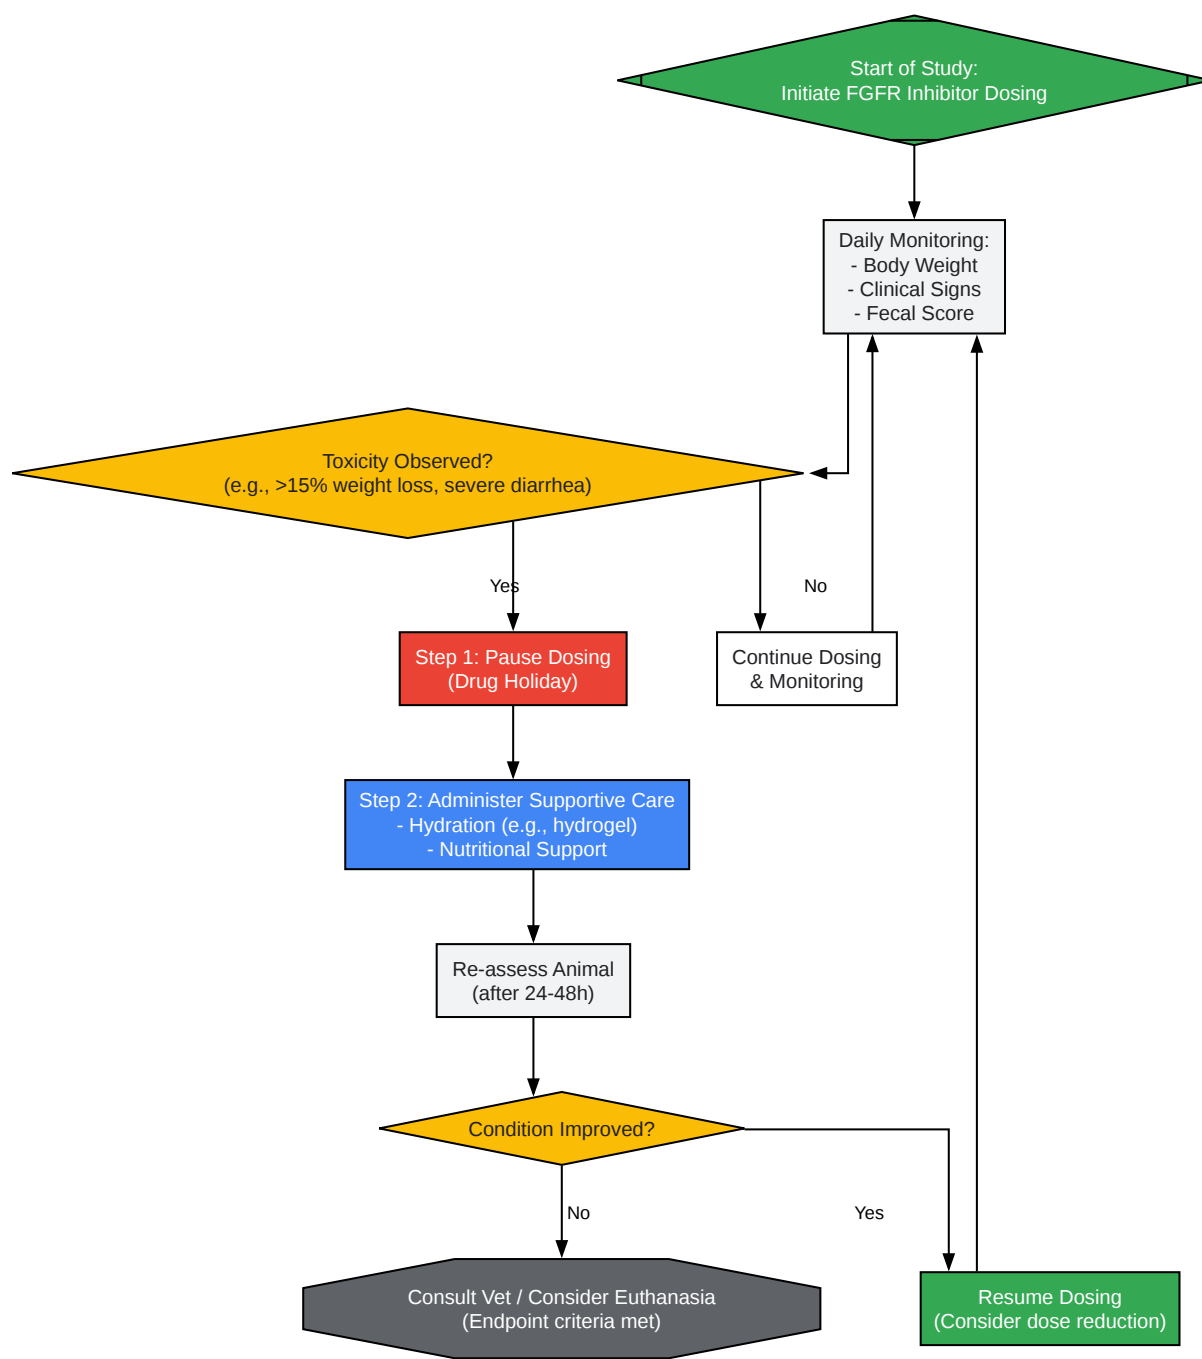 Start of Study:
Initiate FGFR Inhibitor Dosing
Daily Monitoring:
- Body Weight
- Clinical Signs
- Fecal Score
Toxicity Observed?
(e.g., >15% weight loss, severe diarrhea)
Yes
No
Step 1: Pause Dosing
(Drug Holiday)
Continue Dosing
& Monitoring
Step 2: Administer Supportive Care
- Hydration (e.g., hydrogel)
- Nutritional Support
Re-assess Animal
(after 24-48h)
Condition Improved?
No
Yes
Consult Vet / Consider Euthanasia
(Endpoint criteria met)
Resume Dosing
(Consider dose reduction)